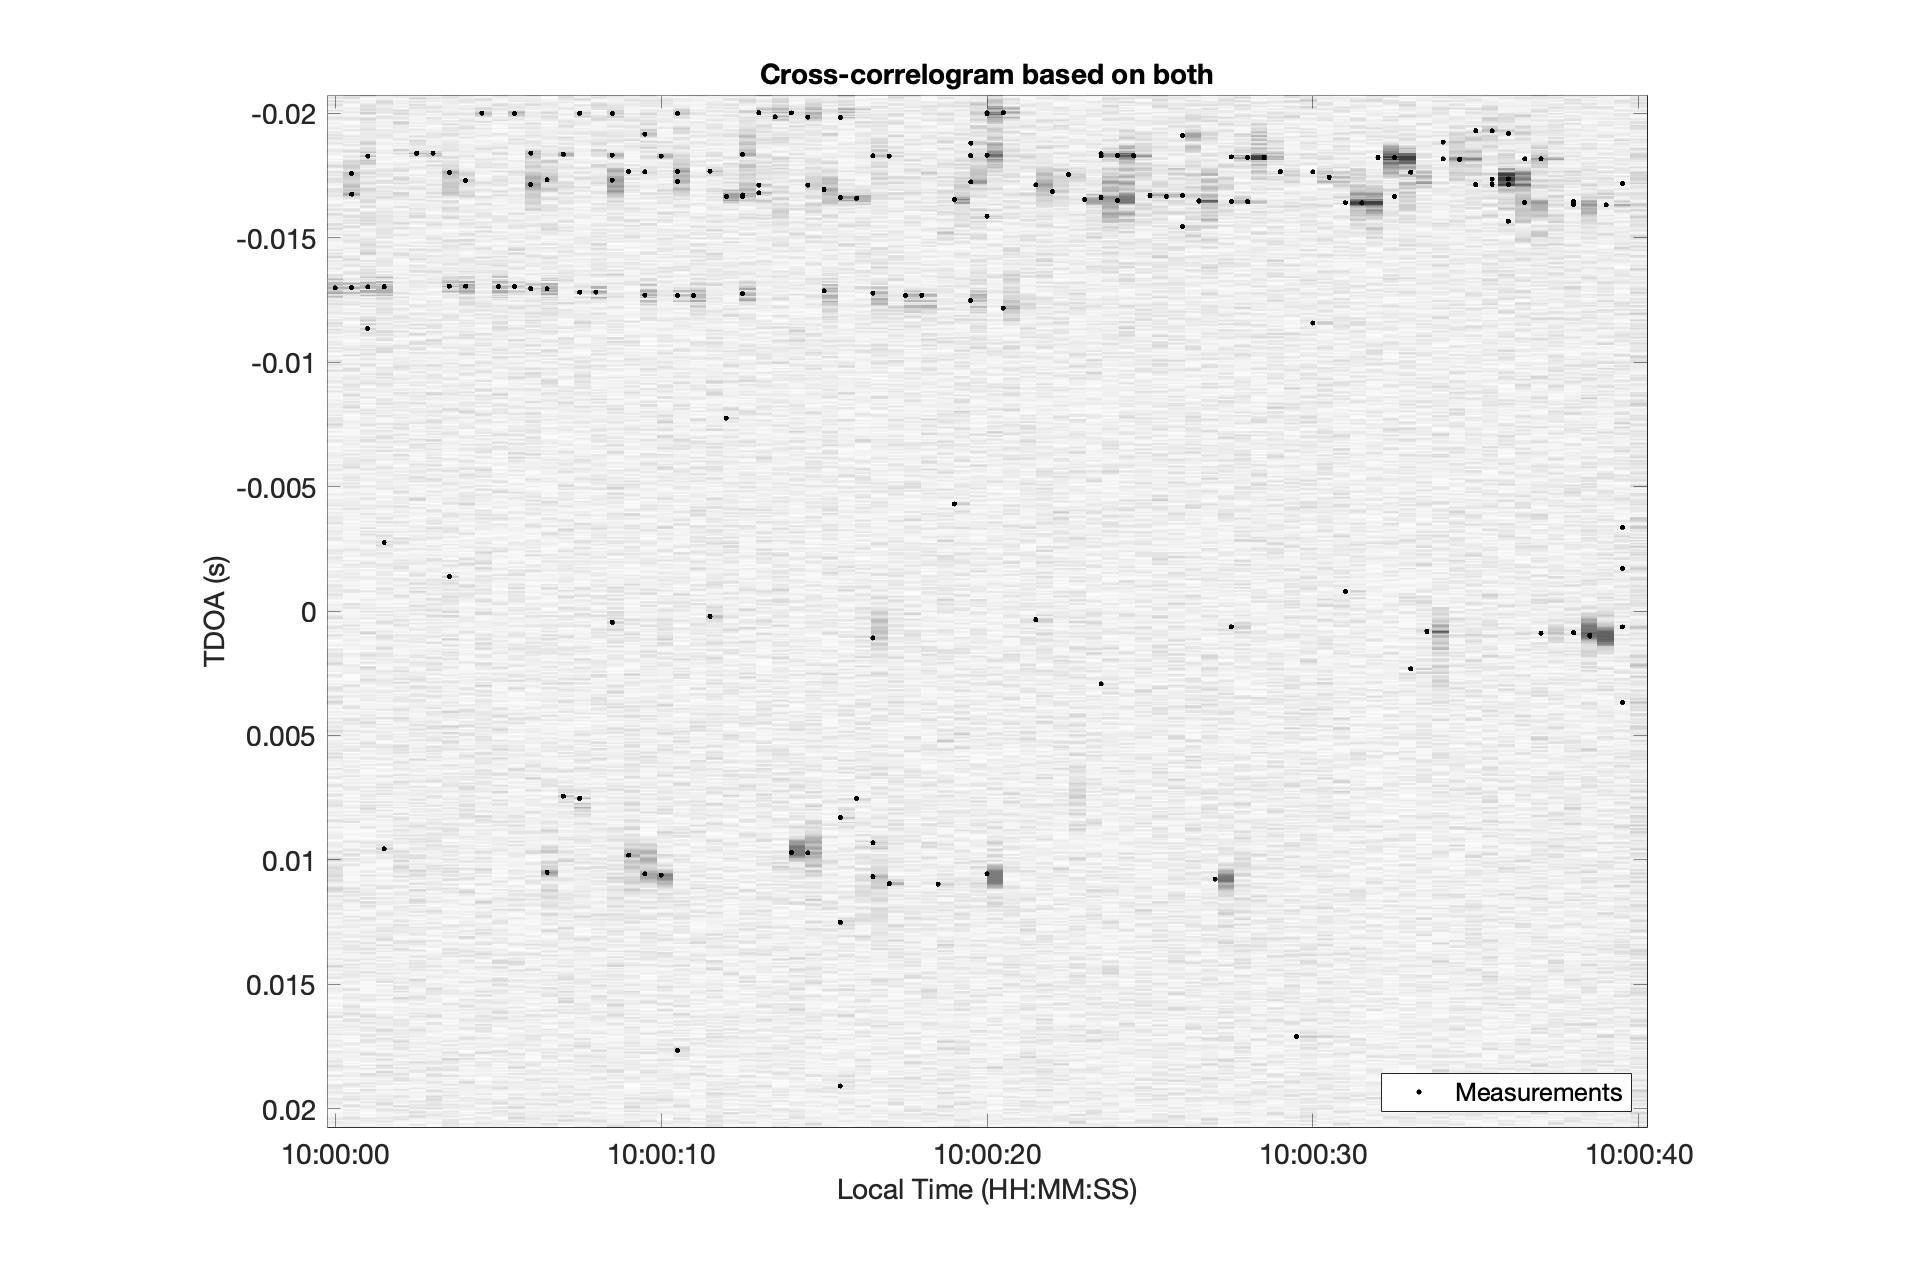 Cross-correlogram based on both
-0.02
-0.015
-0.01
-0.005
0
0.005
0.01
0.015
0.02
TDOA (s)
Measurements
10:00:00 10:00:10 10:00:20 10:00:30 10:00:40
Local Time (HH:MM:SS)